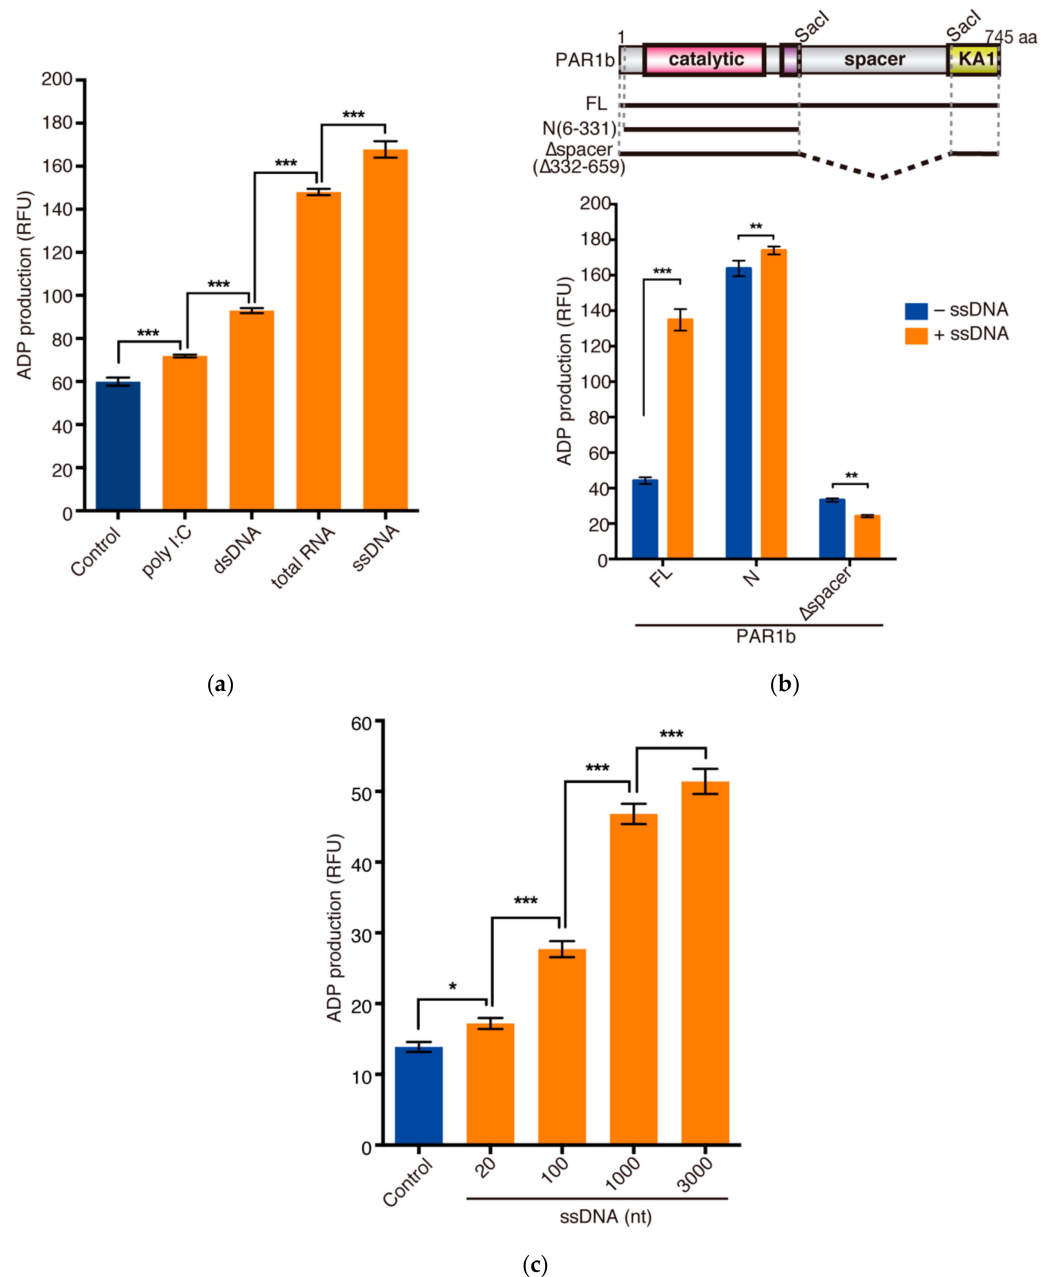 200
180
160
140
120
100
80
60
40
20
0
ADP production (RFU)
***
***
***
***
Control
poly I:C
dsDNA
total RNA
ssDNA
(a)
SacI
SacI
1
745 aa
PAR1b
catalytic
spacer
KA1
FL
N(6-331)
Δspacer
(Δ332-659)
200
180
160
140
120
100
80
60
40
20
0
ADP production (RFU)
***
**
**
– ssDNA
+ ssDNA
FL
N
Δspacer
PAR1b
(b)
60
50
40
30
20
10
0
ADP production (RFU)
*
***
***
***
Control
20
100
1000
3000
ssDNA (nt)
(c)